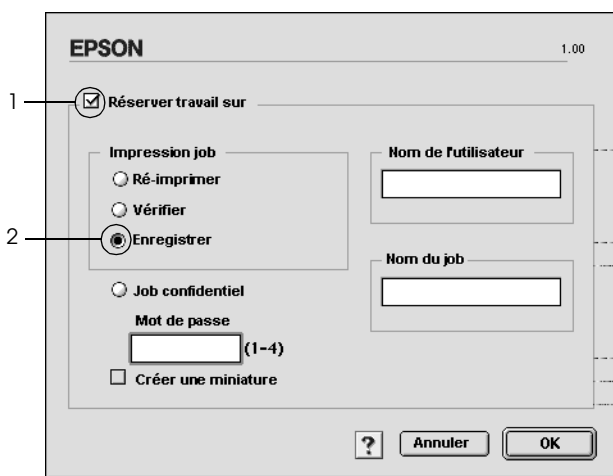 EPSON
1.00
1
Réserver travail sur
Impression job
Ré-imprimer
Vérifier
2
Enregistrer
Job confidentiel
Mot de passe
(1-4)
Créer une miniature
Nom de l'utilisateur
Nom du job
?
Annuler
OK